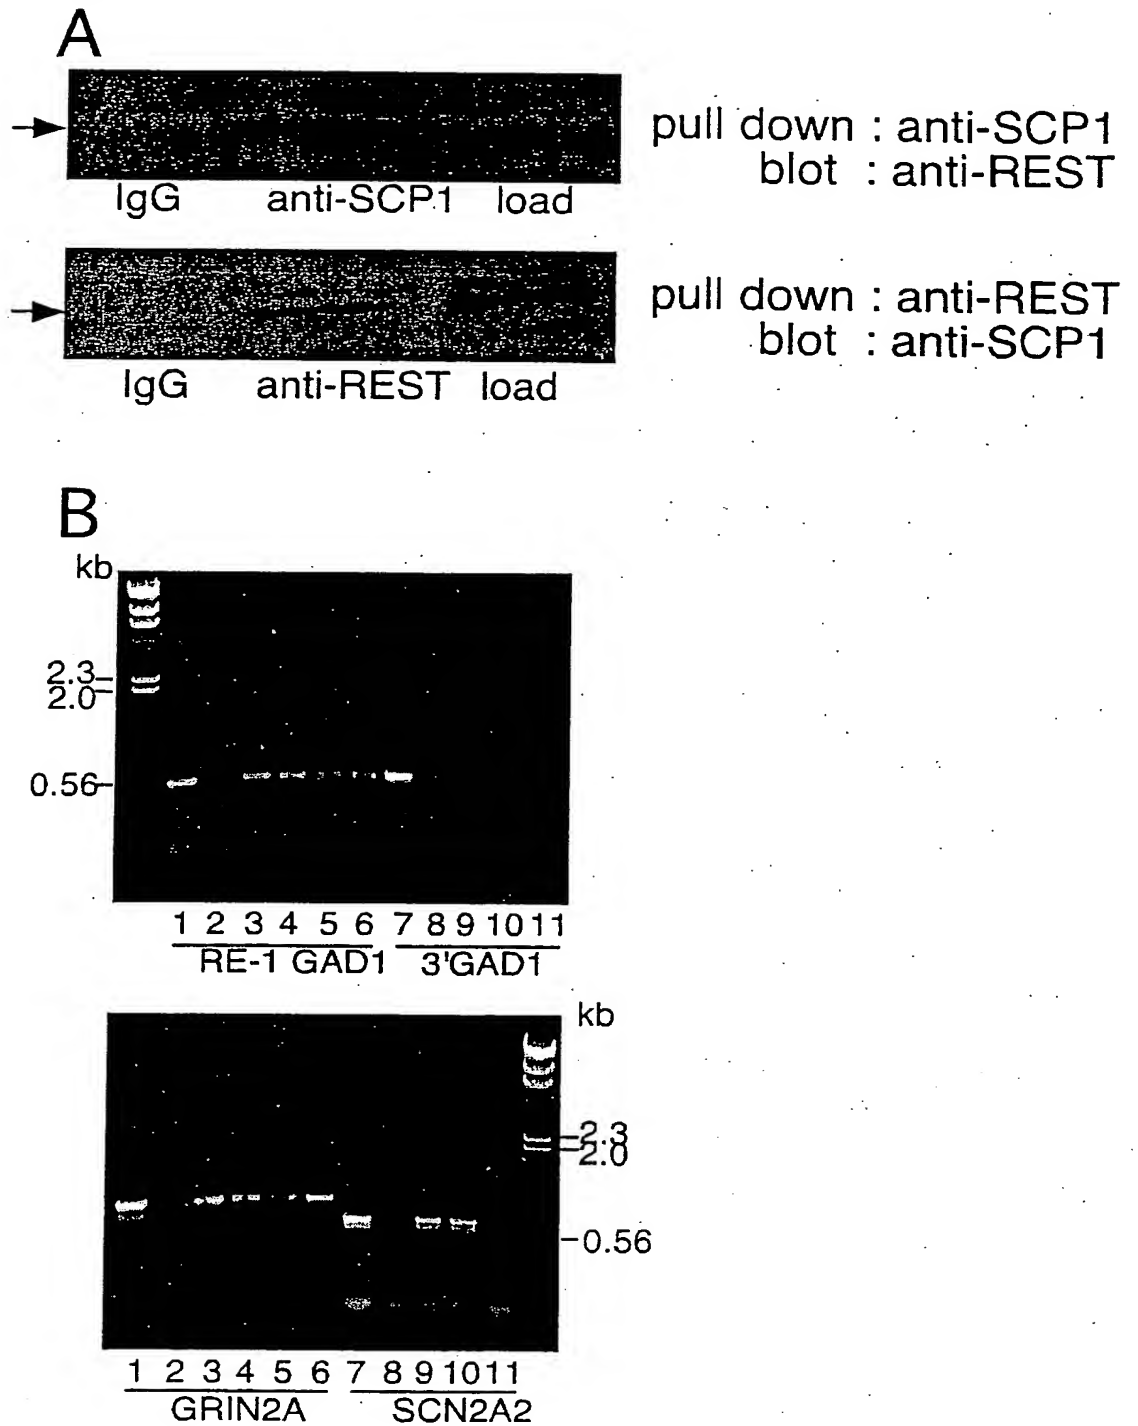 A
pull down : anti-SCP1
blot : anti-REST
IgG anti-SCP1 load
pull down : anti-REST
blot : anti-SCP1
IgG anti-REST load
B
kb
2.3
2.0
0.56
1 2 3 4 5 6 7 8 9 10 11
RE-1 GAD1 3'GAD1
kb
2.3
2.0
0.56
1 2 3 4 5 6 7 8 9 10 11
GRIN2A SCN2A2